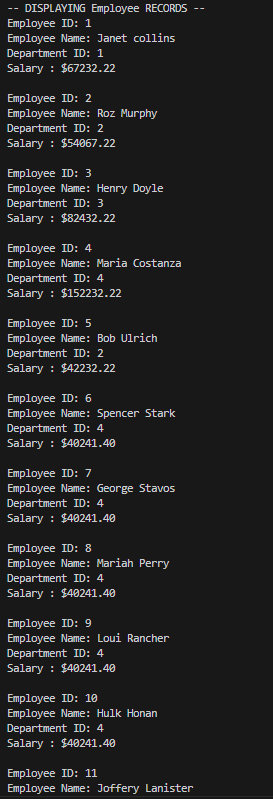 -- DISPLAYING Employee RECORDS --
Employee ID: 1
Employee Name: Janet collins
Department ID: 1
Salary : $67232.22
Employee ID: 2
Employee Name: Roz Murphy
Department ID: 2
Salary : $54067.22
Employee ID: 3
Employee Name: Henry Doyle
Department ID: 3
Salary : $82432.22
Employee ID: 4
Employee Name: Maria Costanza
Department ID: 4
Salary : $152232.22
Employee ID: 5
Employee Name: Bob Ulrich
Department ID: 2
Salary : $42232.22
Employee ID: 6
Employee Name: Spencer Stark
Department ID: 4
Salary : $40241.40
Employee ID: 7
Employee Name: George Stavos
Department ID: 4
Salary : $40241.40
Employee ID: 8
Employee Name: Mariah Perry
Department ID: 4
Salary : $40241.40
Employee ID: 9
Employee Name: Loui Rancher
Department ID: 4
Salary : $40241.40
Employee ID: 10
Employee Name: Hulk Honan
Department ID: 4
Salary : $40241.40
Employee ID: 11
Employee Name: Joffery Lanister